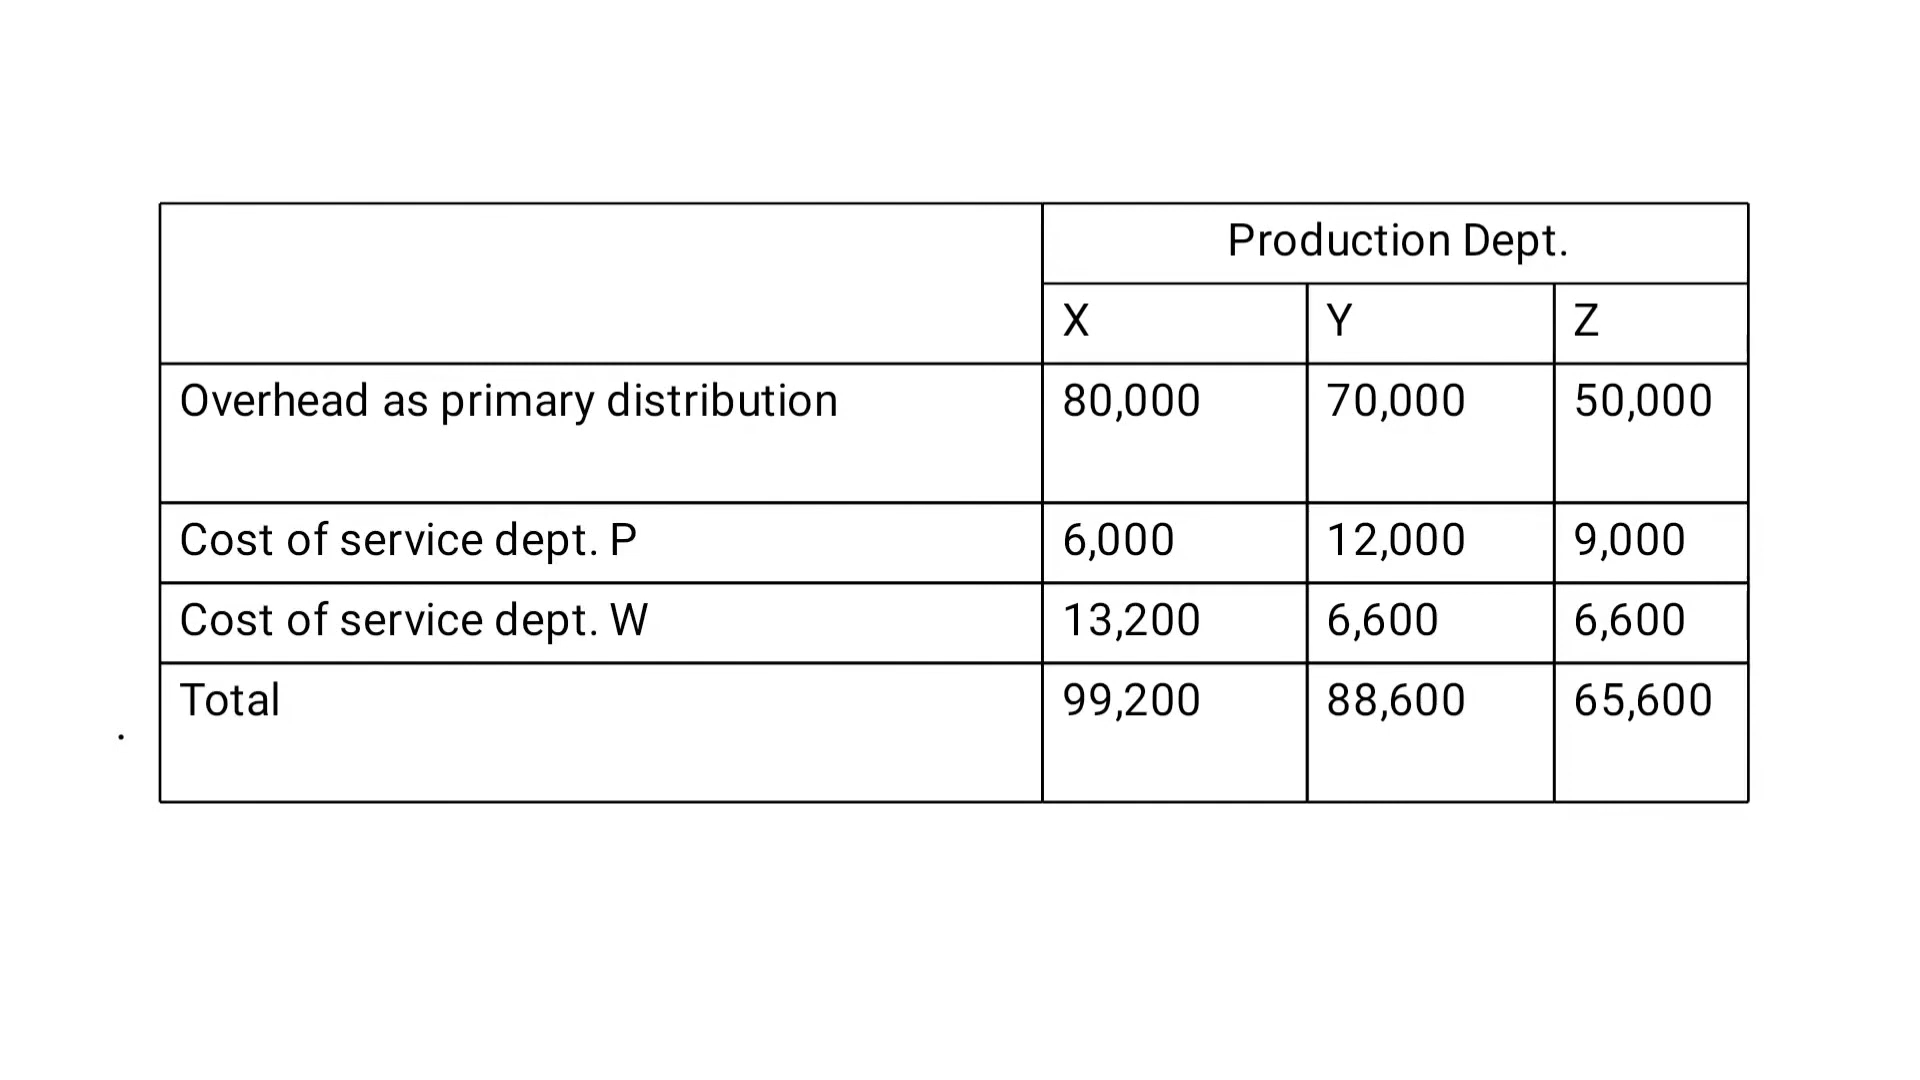 Production Dept.
X Y Z
Overhead as primary distribution 80,000 70,000 50,000
Cost of service dept. P 6,000 12,000 9,000
Cost of service dept. W 13,200 6,600 6,600
Total 99,200 88,600 65,600
.